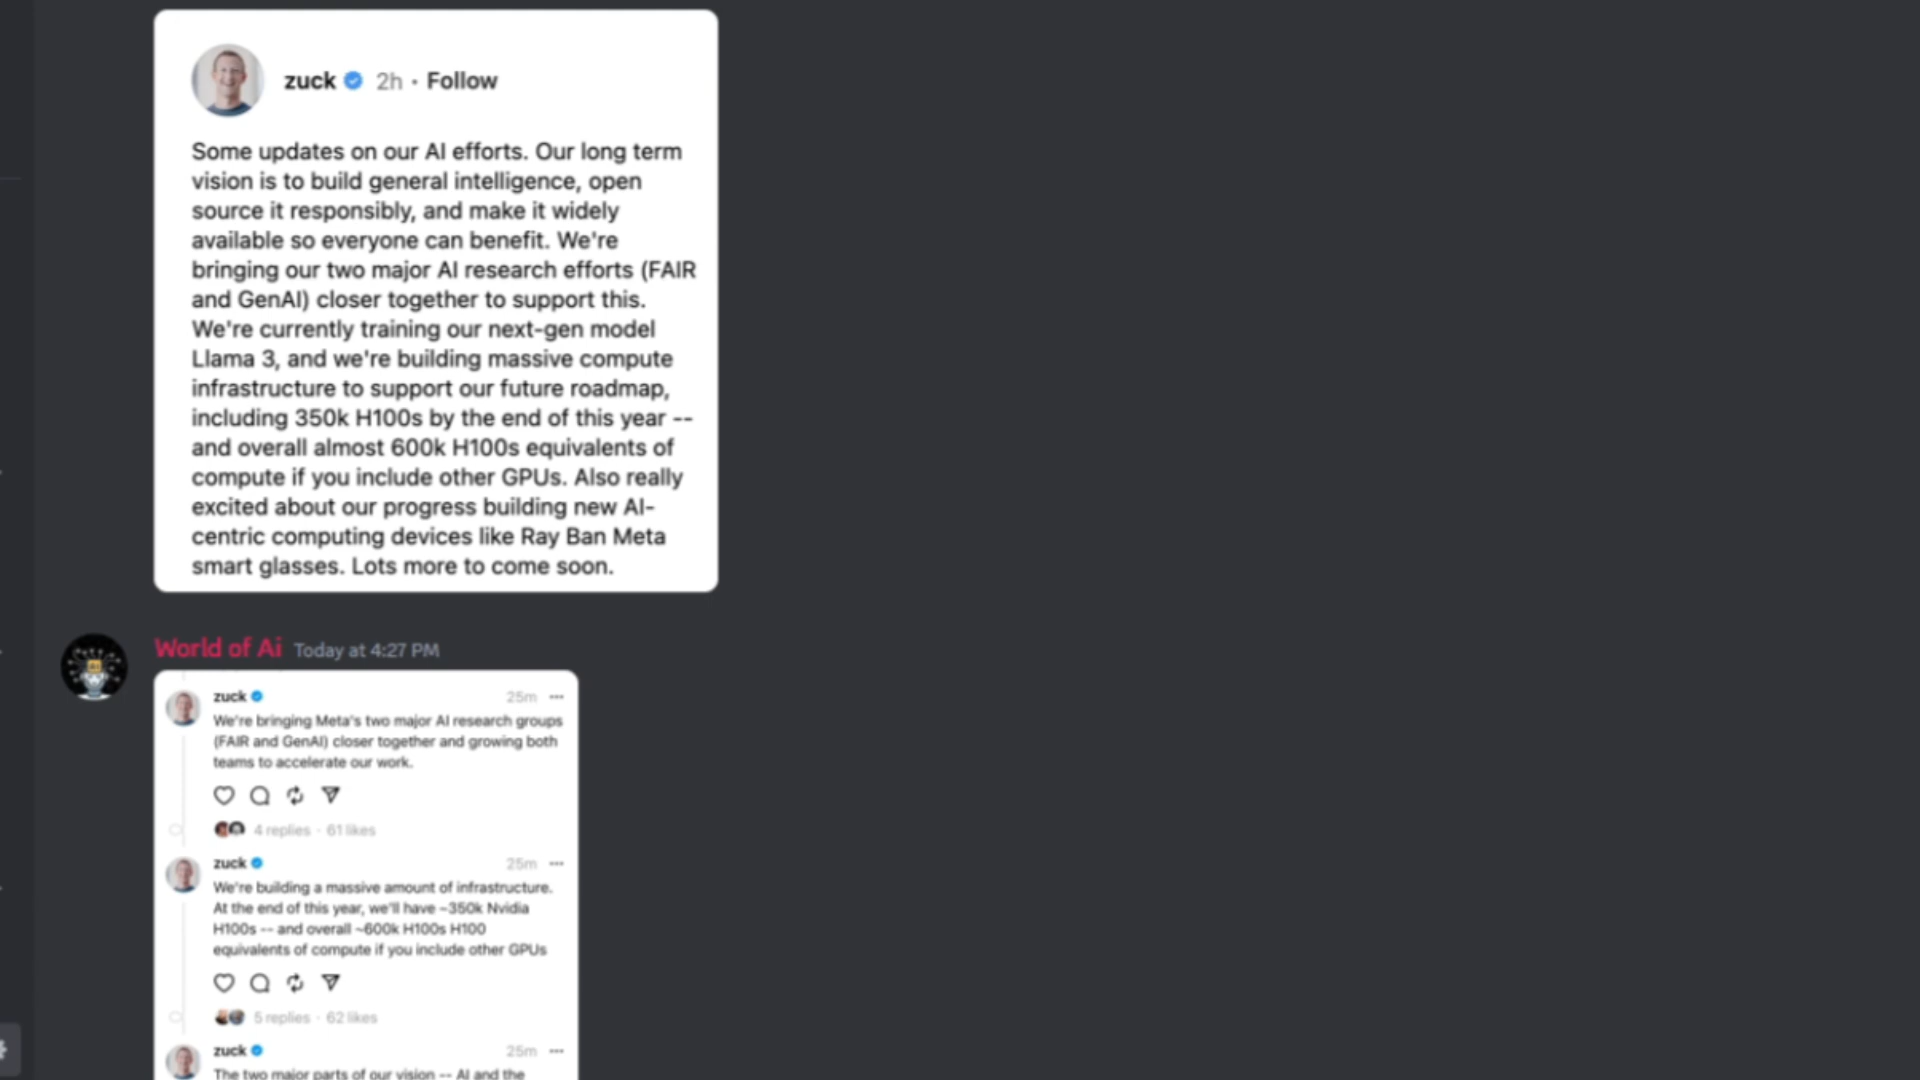 zuck 2h · Follow
Some updates on our AI efforts. Our long term
vision is to build general intelligence, open
source it responsibly, and make it widely
available so everyone can benefit. We're
bringing our two major AI research efforts (FAIR
and GenAI) closer together to support this.
We're currently training our next-gen model
Llama 3, and we're building massive compute
infrastructure to support our future roadmap,
including 350k H100s by the end of this year --
and overall almost 600k H100s equivalents of
compute if you include other GPUs. Also really
excited about our progress building new AI-
centric computing devices like Ray Ban Meta
smart glasses. Lots more to come soon.
World of Ai Today at 4:27 PM
zuck 25m ···
We're bringing Meta's two major AI research groups
(FAIR and GenAI) closer together and growing both
teams to accelerate our work.
4 replies · 61 likes
zuck 25m ···
We're building a massive amount of infrastructure.
At the end of this year, we'll have ~350k Nvidia
H100s -- and overall ~600k H100s H100
equivalents of compute if you include other GPUs
5 replies · 62 likes
zuck 25m ···
The two major parts of our vision -- AI and the